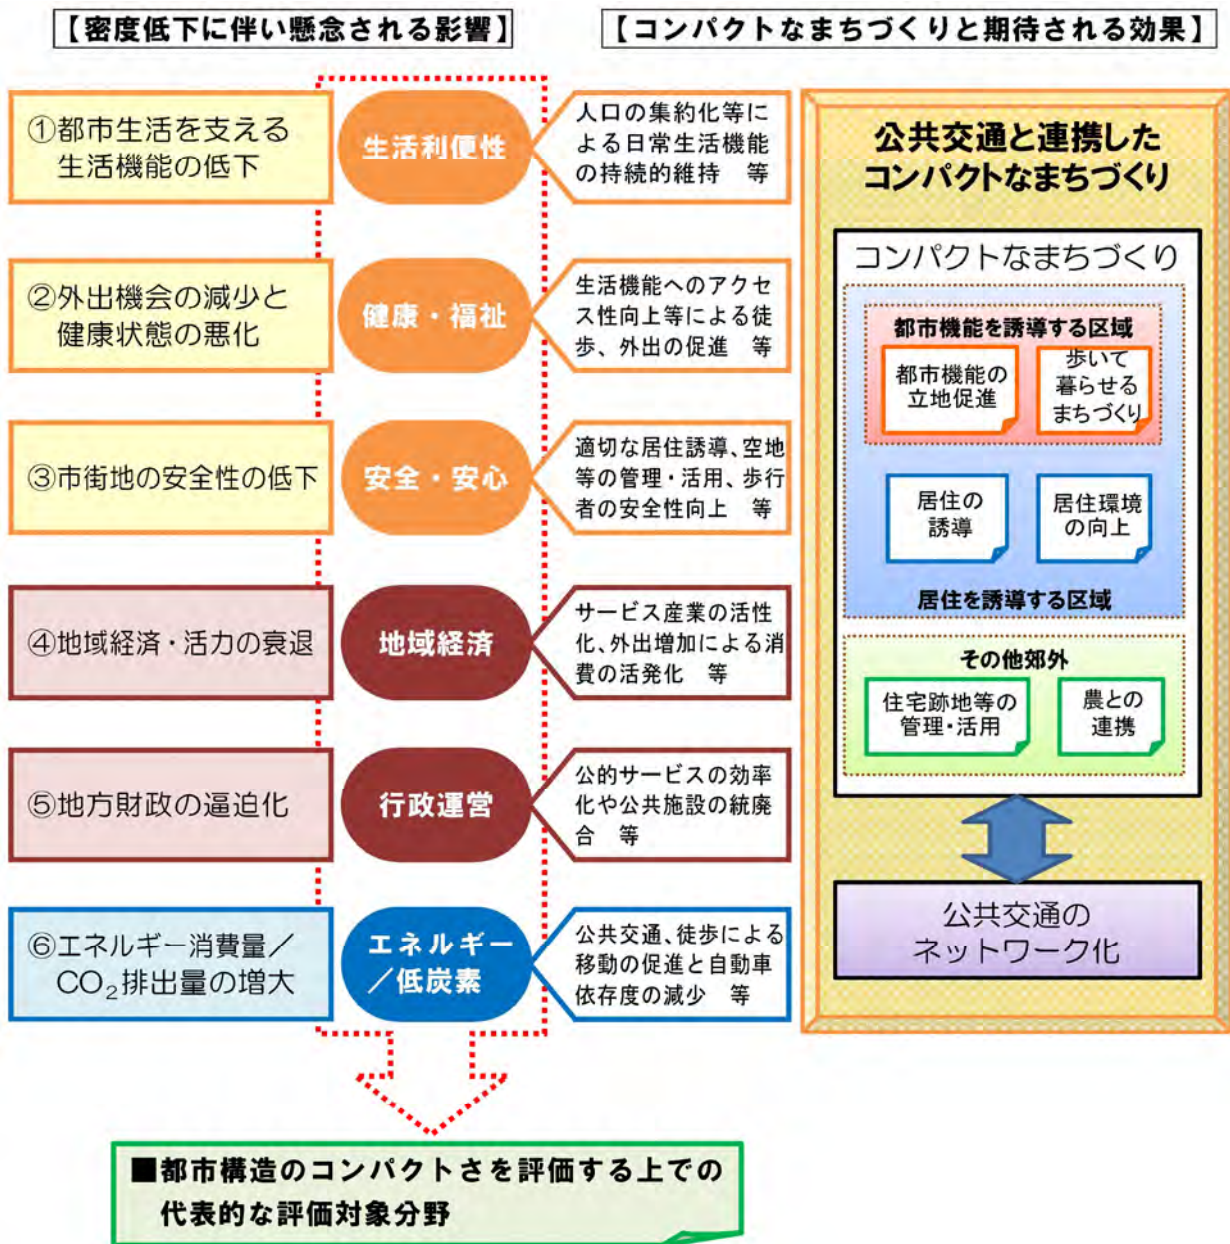 【密度低下に伴い懸念される影響】
【コンパクトなまちづくりと期待される効果】
①都市生活を支える
生活機能の低下
生活利便性
人口の集約化等に
よる日常生活機能
の持続的維持　等
②外出機会の減少と
健康状態の悪化
健康・福祉
生活機能へのアクセ
ス性向上等による徒
歩、外出の促進　等
③市街地の安全性の低下
安全・安心
適切な居住誘導、空地
等の管理・活用、歩行
者の安全性向上　等
④地域経済・活力の衰退
地域経済
サービス産業の活性
化、外出増加による消
費の活発化　等
⑤地方財政の逼迫化
行政運営
公的サービスの効率
化や公共施設の統廃
合　等
⑥エネルギー消費量／
CO₂排出量の増大
エネルギー
／低炭素
公共交通、徒歩による
移動の促進と自動車
依存度の減少　等
公共交通と連携した
コンパクトなまちづくり
コンパクトなまちづくり
都市機能を誘導する区域
都市機能の
立地促進
歩いて
暮らせる
まちづくり
居住の
誘導
居住環境
の向上
居住を誘導する区域
その他郊外
住宅跡地等の
管理・活用
農との
連携
公共交通の
ネットワーク化
■都市構造のコンパクトさを評価する上での
代表的な評価対象分野